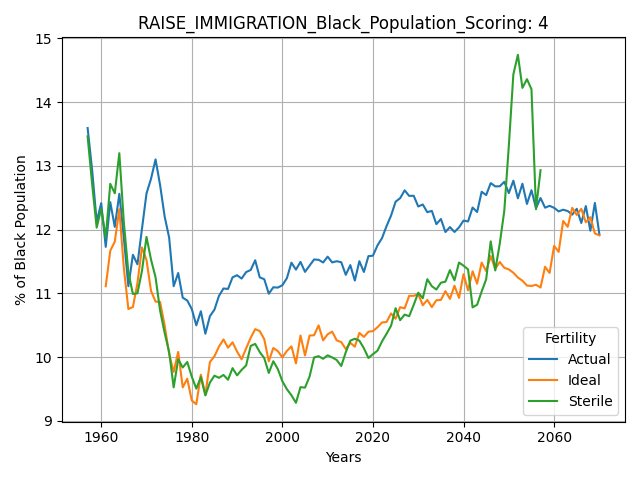 RAISE_IMMIGRATION_Black_Population_Scoring: 4
% of Black Population
15
14
13
12
11
10
9
1960
1980
2000
2020
2040
2060
Years
Fertility
Actual
Ideal
Sterile